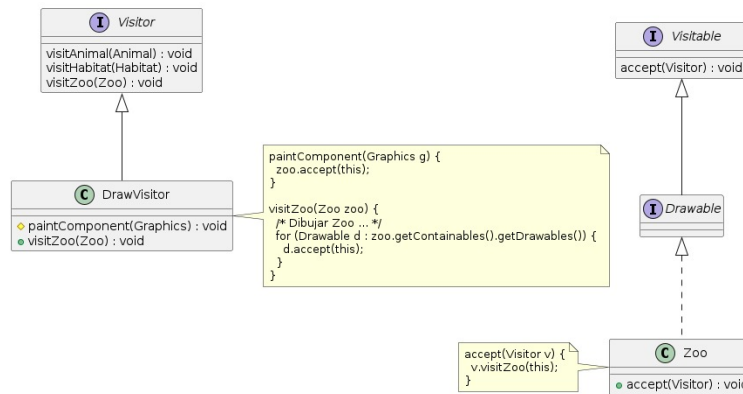 I Visitor
visitAnimal(Animal) : void
visitHabitat(Habitat) : void
visitZoo(Zoo) : void
I Visitable
accept(Visitor) : void
C DrawVisitor
paintComponent(Graphics) : void
visitZoo(Zoo) : void
paintComponent(Graphics g) {
zoo.accept(this);
}
visitZoo(Zoo zoo) {
/* Dibujar Zoo ... */
for (Drawable d : zoo.getContainables().getDrawables()) {
d.accept(this);
}
}
I Drawable
accept(Visitor v) {
v.visitZoo(this);
}
C Zoo
accept(Visitor) : void